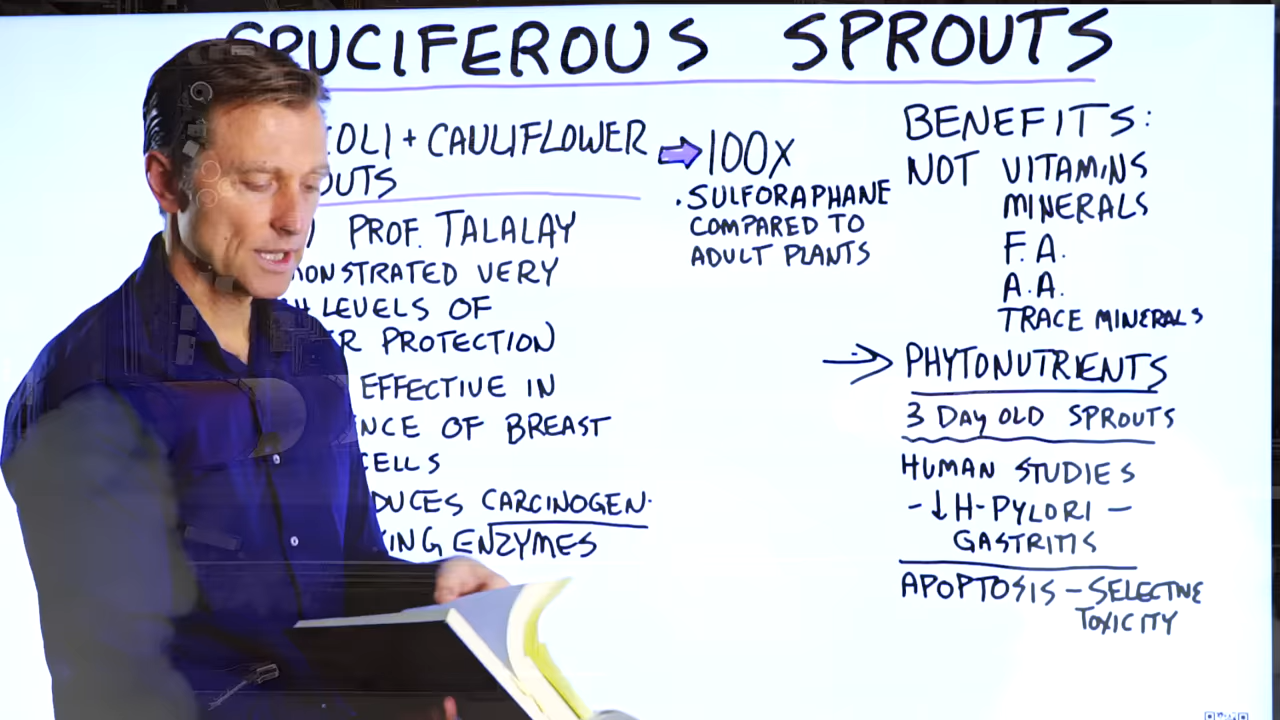 CRUCIFEROUS SPROUTS
COLI + CAULIFLOWER
OUTS
PROF. TALALAY
MONSTRATED VERY
LEVELS OF
R PROTECTION
EFFECTIVE IN
NCE OF BREAST
CELLS
DUCES CARCINOGEN-
KING ENZYMES
100X
• SULFORAPHANE
COMPARED TO
ADULT PLANTS
BENEFITS:
NOT VITAMINS
MINERALS
F.A.
A.A.
TRACE MINERALS
→ PHYTONUTRIENTS
3 DAY OLD SPROUTS
HUMAN STUDIES
- ↓ H-PYLORI -
GASTRITIS
APOPTOSIS - SELECTIVE
TOXICITY